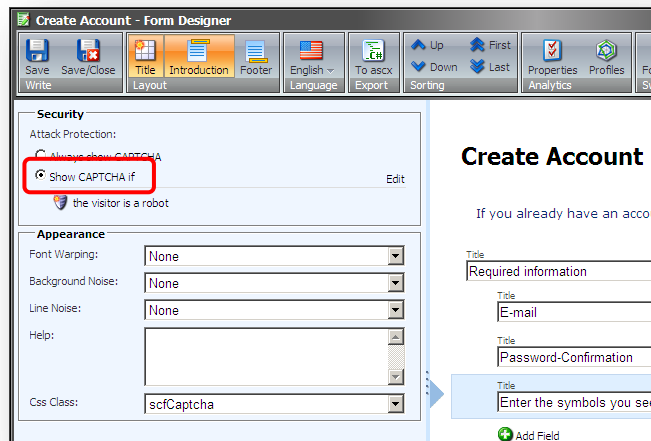 Create Account - Form Designer
Save Save/Close Title Introduction Footer English To ascx Up First Properties Profiles
Down Last
Write Layout Language Export Sorting Analytics
Security
Attack Protection:
Always show CAPTCHA
Show CAPTCHA if
Edit
the visitor is a robot
Appearance
Font Warping: None
Background Noise: None
Line Noise: None
Help:
Css Class: scfCaptcha
Create Account
If you already have an
Title
Required information
Title
E-mail
Title
Password-Confirmation
Title
Enter the symbols you
Add Field